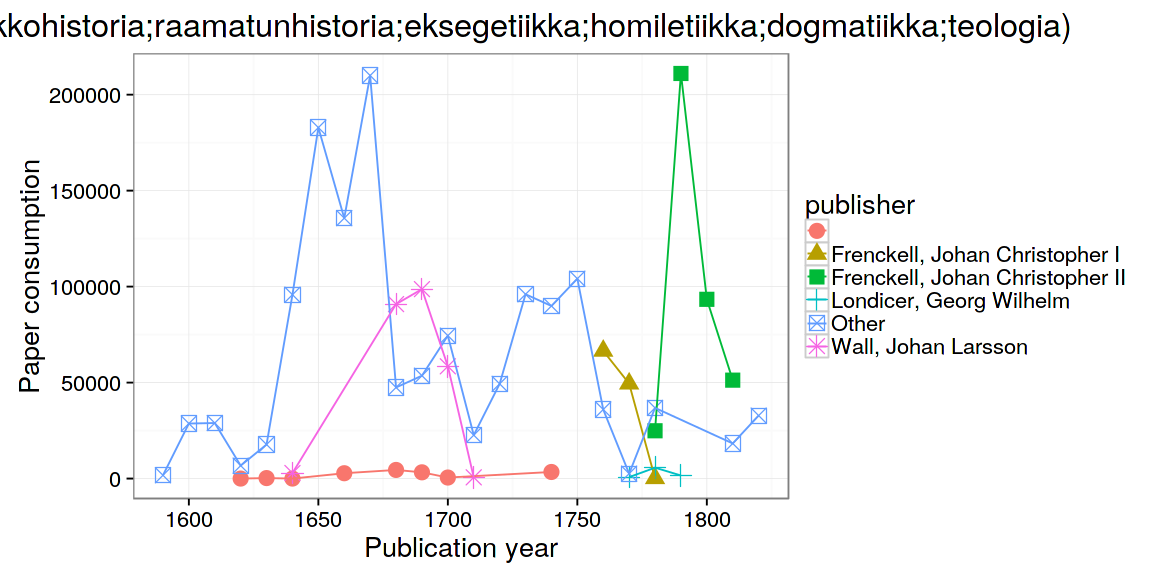 kkohistoria;raamatunhistoria;eksegetiikka;homiletiikka;dogmatiikka;teologia)
200000
150000
100000
50000
0
Paper consumption
1600 1650 1700 1750 1800
Publication year
publisher
Frenckell, Johan Christopher I
Frenckell, Johan Christopher II
Londicer, Georg Wilhelm
Other
Wall, Johan Larsson